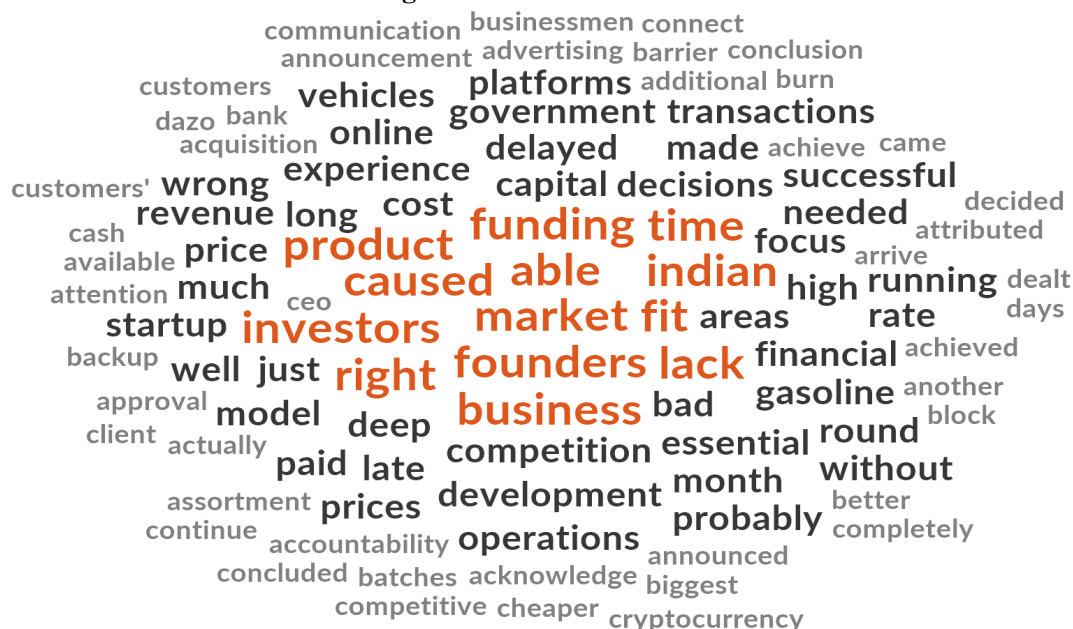 communication businessmen connect
announcement advertising barrier conclusion
customers vehicles platforms additional burn
dazo bank online government transactions
acquisition experience delayed made achieve came
customers' wrong capital decisions successful
revenue long cost funding time needed decided
cash price product focus attributed
available caused able indian arrive
attention much ceo high running dealt
startup investors market fit areas rate days
backup well just right founders lack financial achieved
approval model deep business bad gasoline another
client actually competition essential round block
paid late month without
assortment prices development probably better
continue accountability operations completely
concluded batches acknowledge announced
competitive cheaper biggest
cryptocurrency